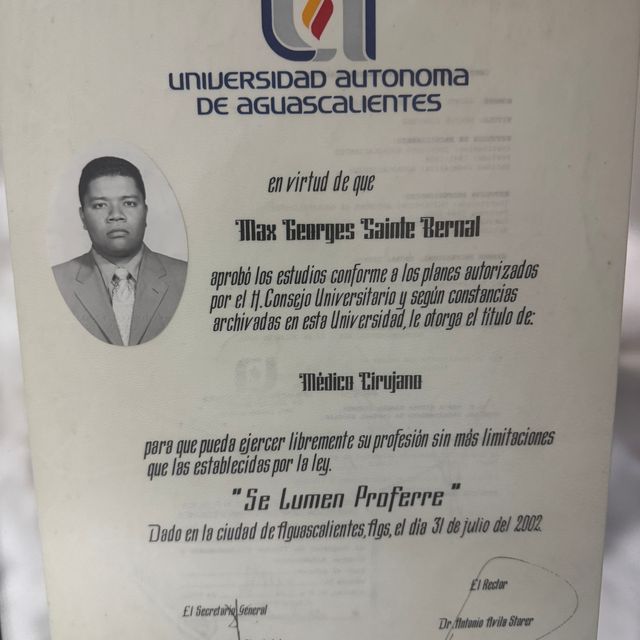 UNIVERSIDAD AUTONOMA
DE AGUASCALIENTES
en virtud de que
Max Georges Sainte Bernal
aprobó los estudios conforme a los planes autorizados
por el H. Consejo Universitario y según constancias
archivadas en esta Universidad, le otorga el título de:
Médico Cirujano
para que pueda ejercer libremente su profesión sin más limitaciones
que las establecidas por la ley.
"Se Lumen Proferre"
Dado en la ciudad de Aguascalientes, Ags, el dia 31 de julio del 2002.
El Rector
El Secretario General
Dr. Antonio Avila Storer